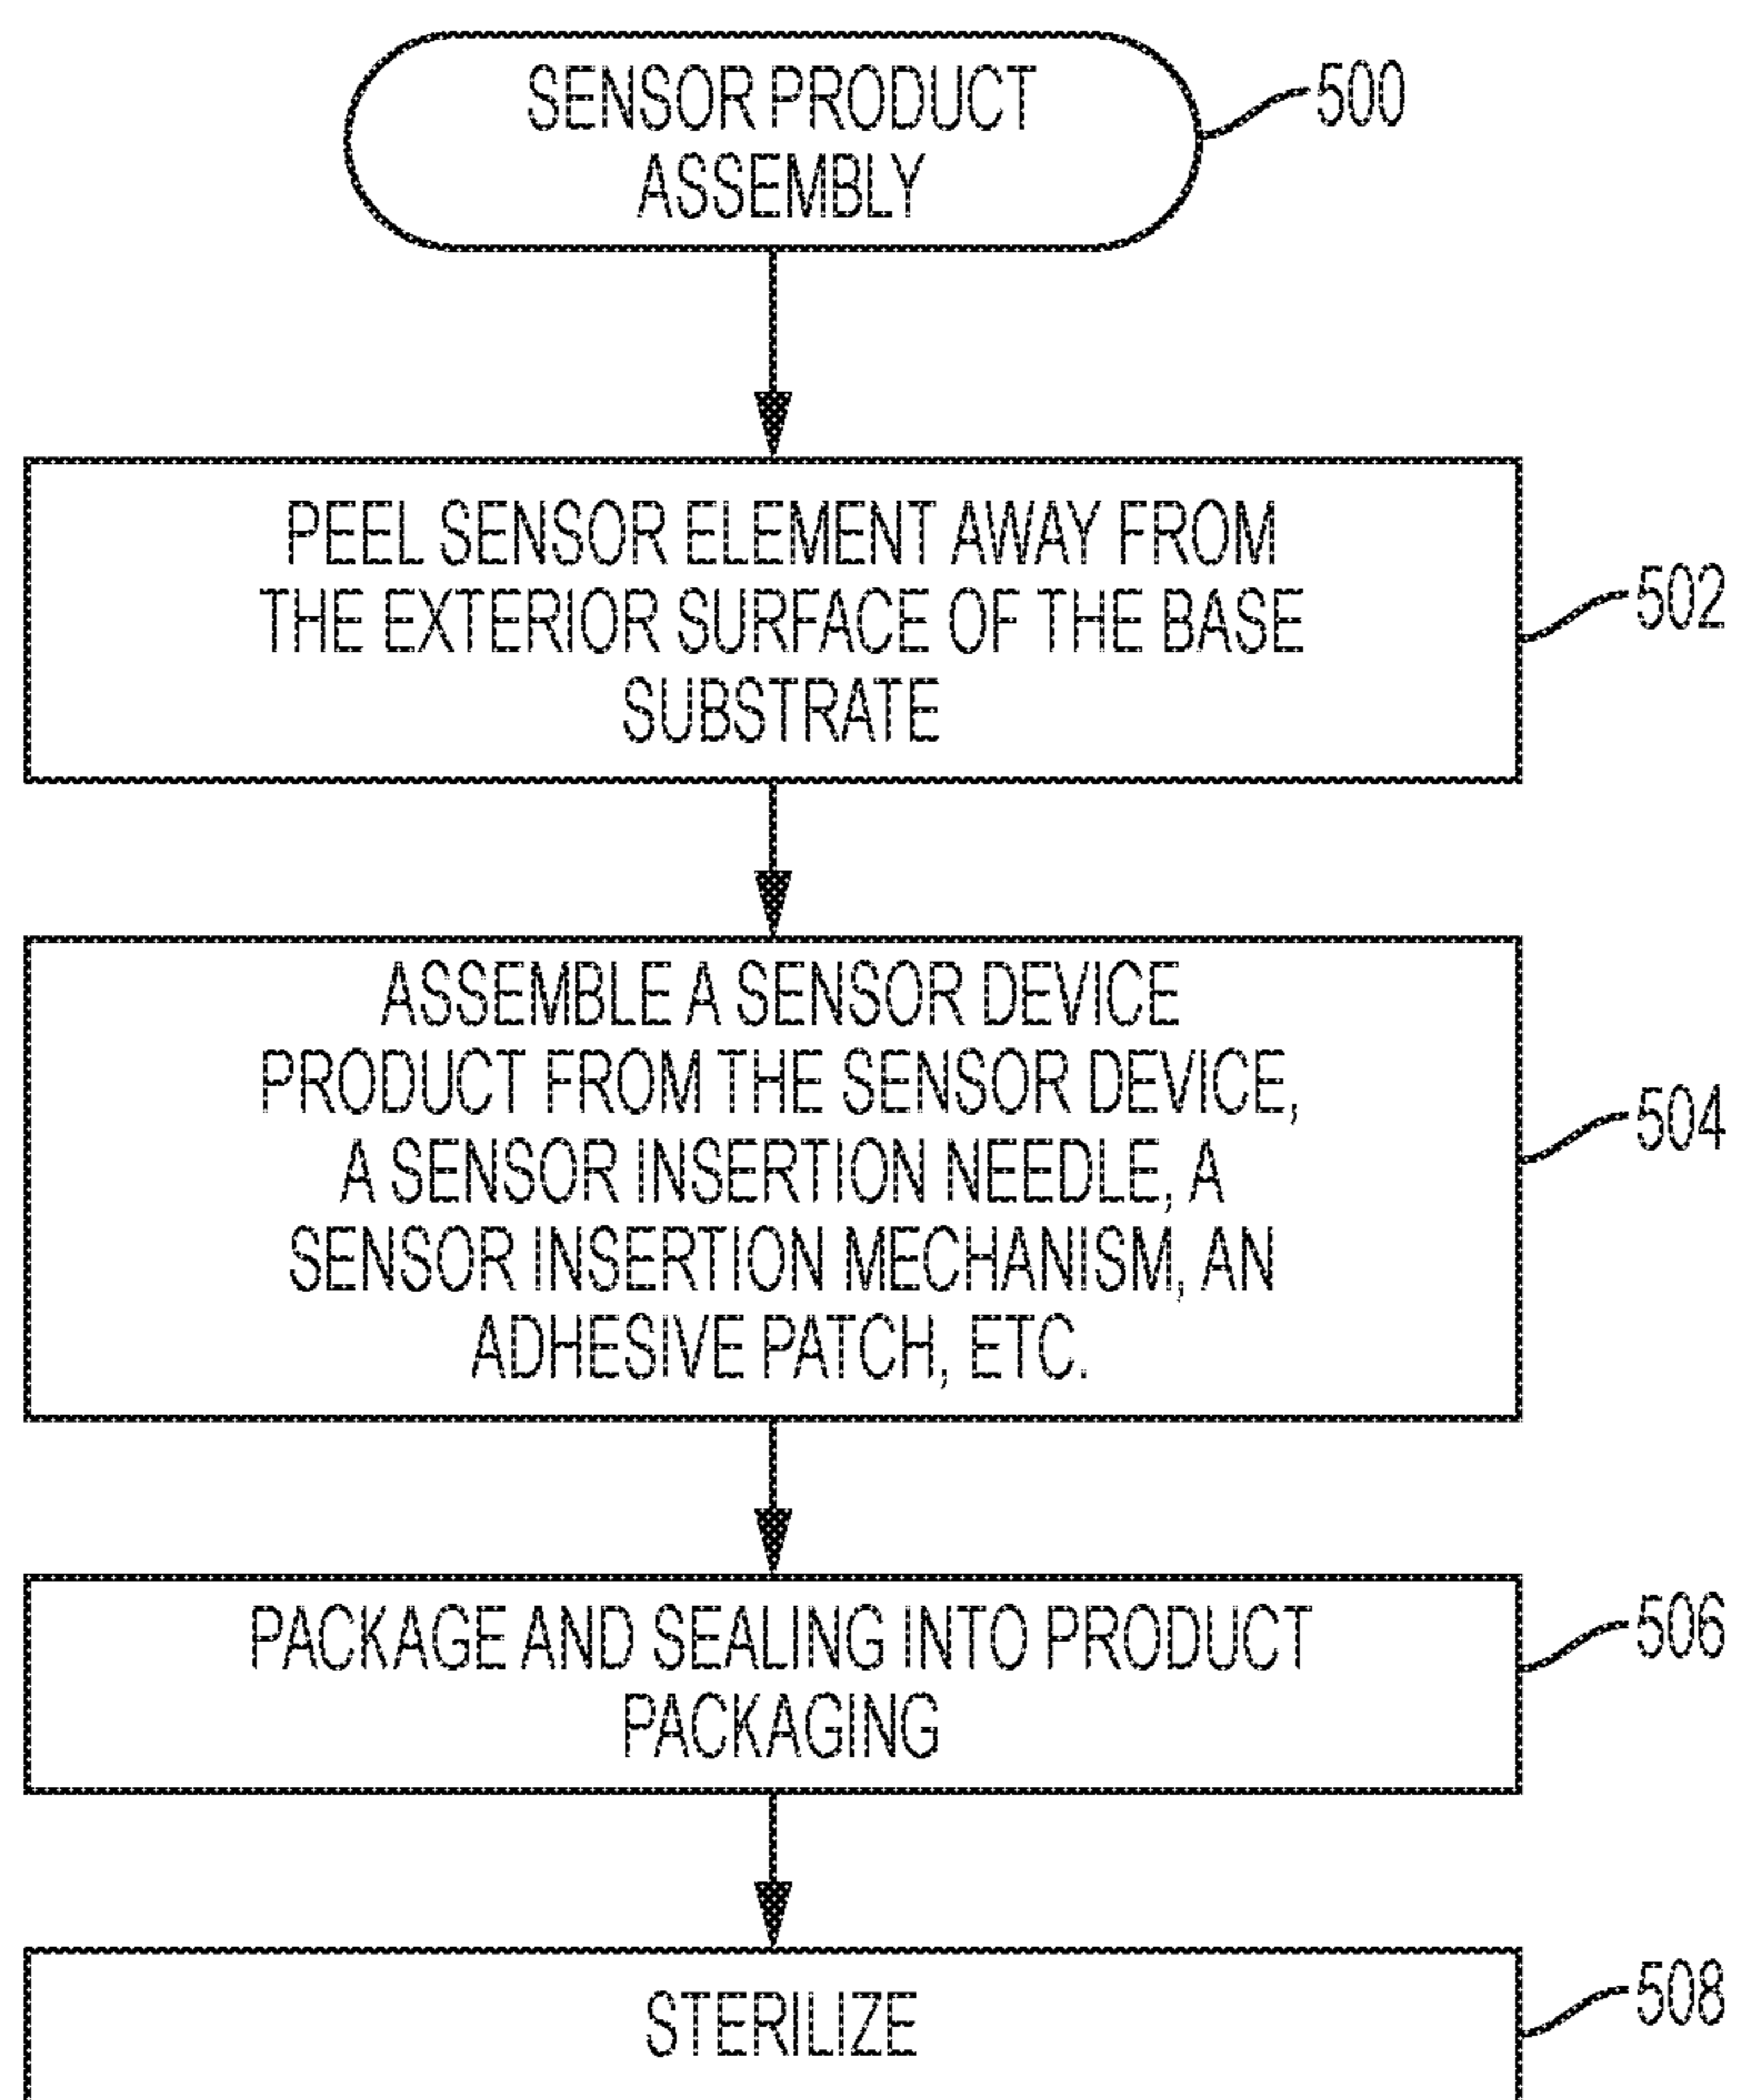 SENSOR PRODUCT
ASSEMBLY
500
PEEL SENSOR ELEMENT AWAY FROM
THE EXTERIOR SURFACE OF THE BASE
SUBSTRATE
502
ASSEMBLE A SENSOR DEVICE
PRODUCT FROM THE SENSOR DEVICE,
A SENSOR INSERTION NEEDLE, A
SENSOR INSERTION MECHANISM, AN
ADHESIVE PATCH, ETC.
504
PACKAGE AND SEALING INTO PRODUCT
PACKAGING
506
STERILIZE
508